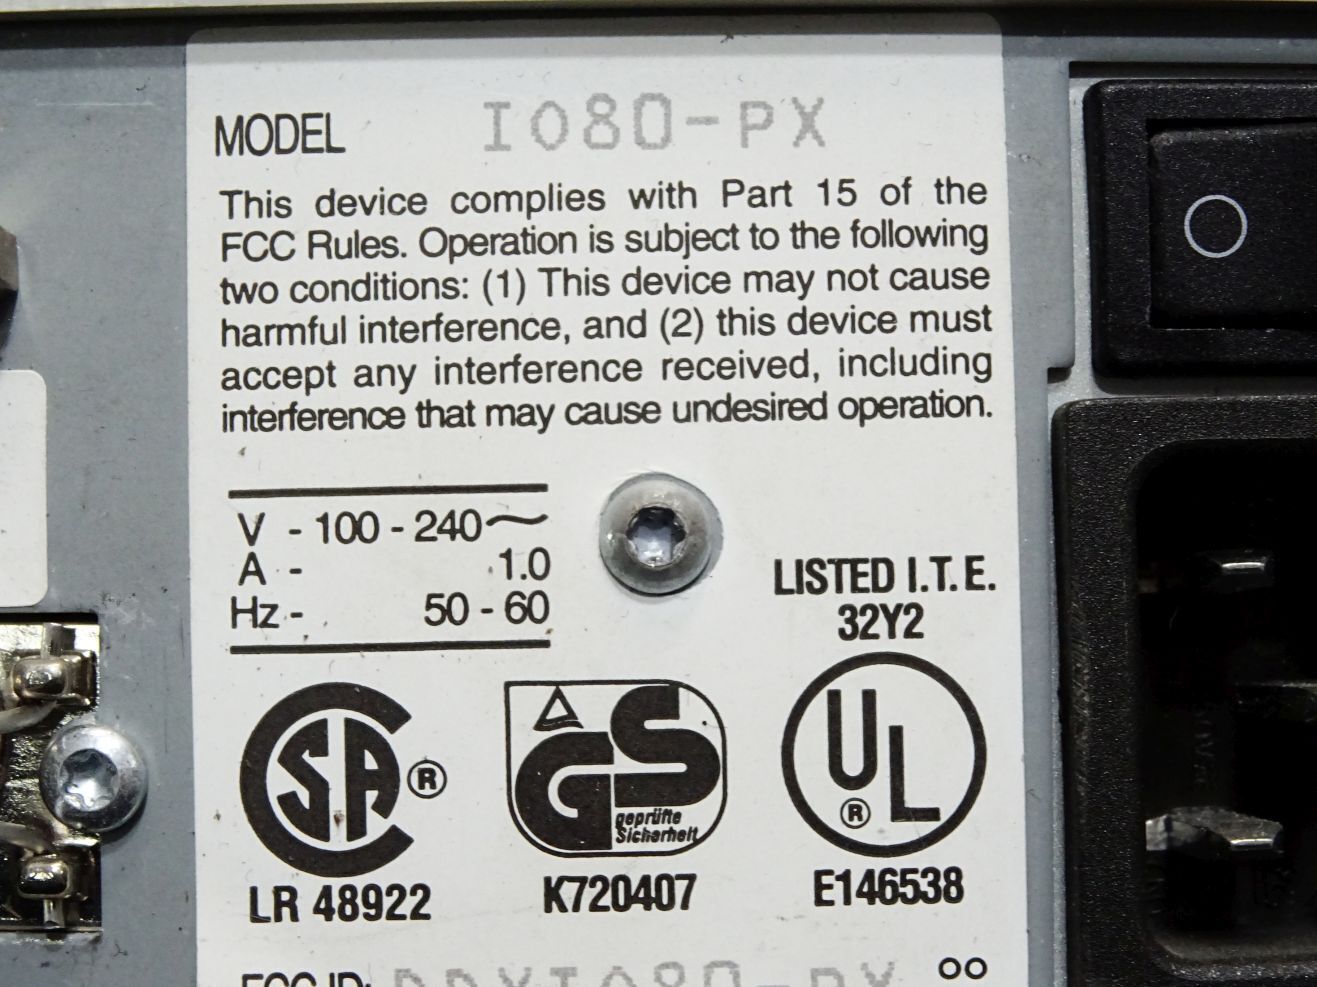 MODEL I080-PX
This device complies with Part 15 of the
FCC Rules. Operation is subject to the following
two conditions: (1) This device may not cause
harmful interference, and (2) this device must
accept any interference received, including
interference that may cause undesired operation.
V - 100 - 240~
A - 1.0
Hz - 50 - 60
LISTED I.T.E.
32Y2
SA ®
GS
geprüfte
Sicherheit
UL
®
LR 48922
K720407
E146538
FCC ID: